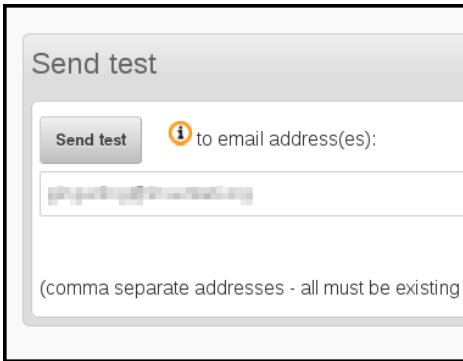 Send test
Send test to email address(es):
(comma separate addresses - all must be existing